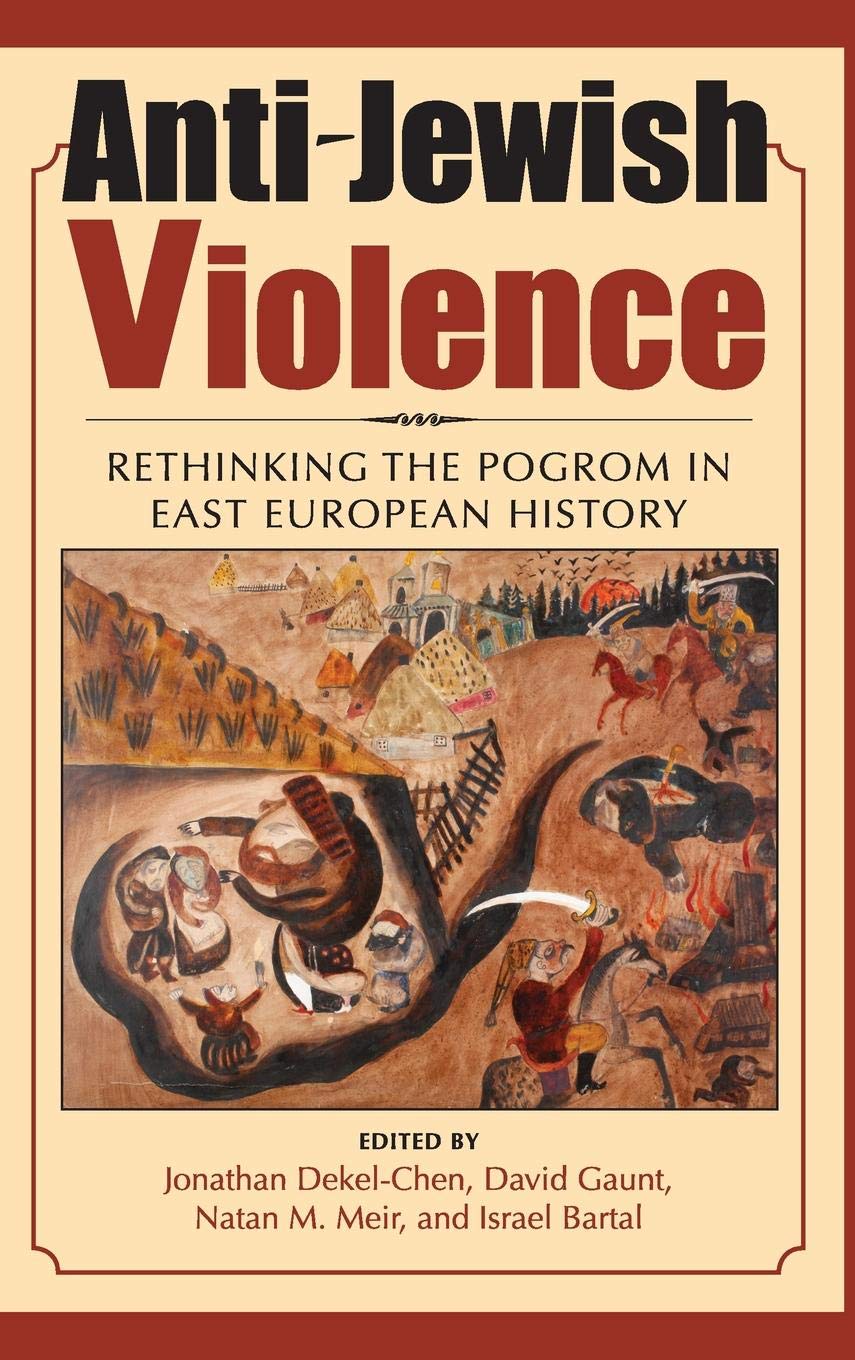 Anti-Jewish
Violence
RETHINKING THE POGROM IN
EAST EUROPEAN HISTORY
EDITED BY
Jonathan Dekel-Chen, David Gaunt,
Natan M. Meir, and Israel Bartal